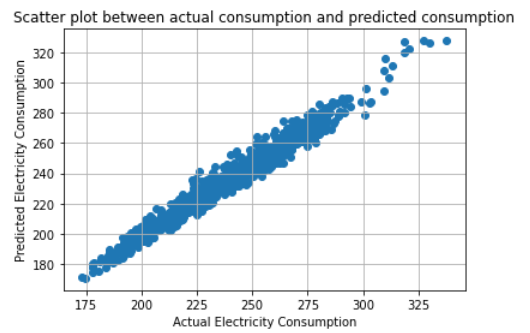 Scatter plot between actual consumption and predicted consumption
320
300
280
260
240
220
200
180
Predicted Electricity Consumption
175 200 225 250 275 300 325
Actual Electricity Consumption